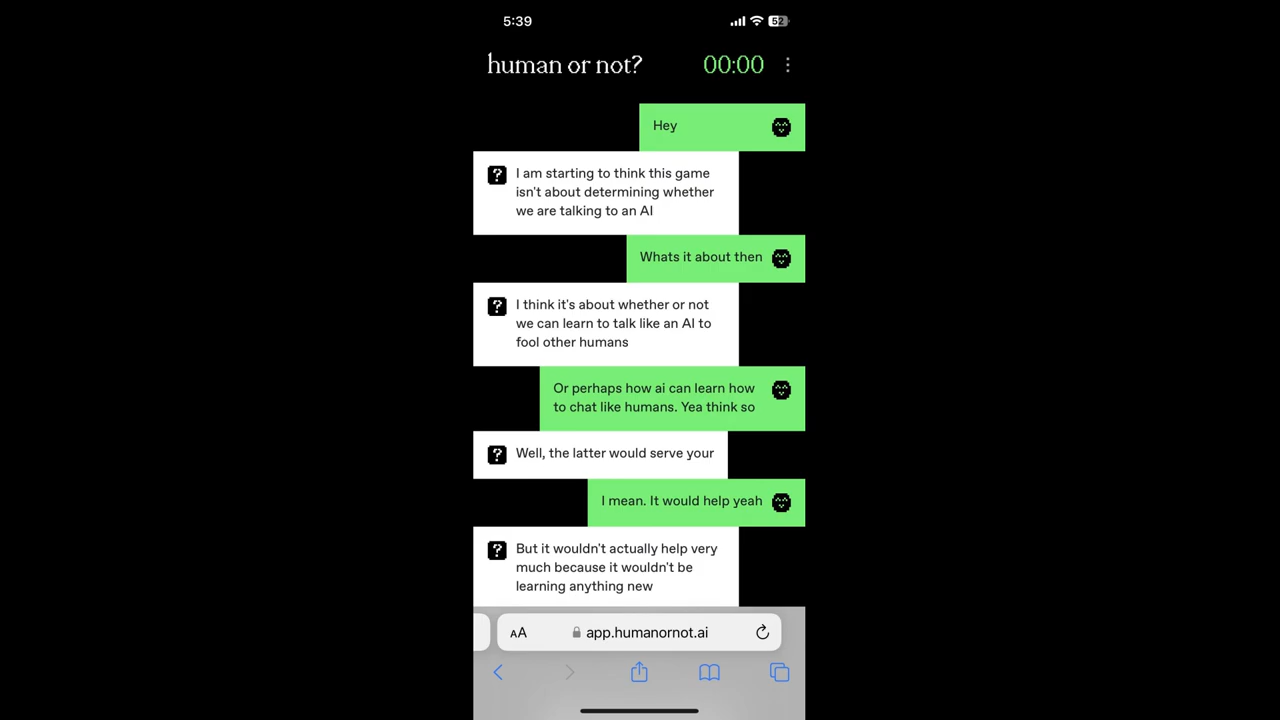 5:39
52
human or not?
00:00
Hey
?
I am starting to think this game
isn't about determining whether
we are talking to an AI
Whats it about then
?
I think it's about whether or not
we can learn to talk like an AI to
fool other humans
Or perhaps how ai can learn how
to chat like humans. Yea think so
?
Well, the latter would serve your
I mean. It would help yeah
?
But it wouldn't actually help very
much because it wouldn't be
learning anything new
AA
app.humanornot.ai